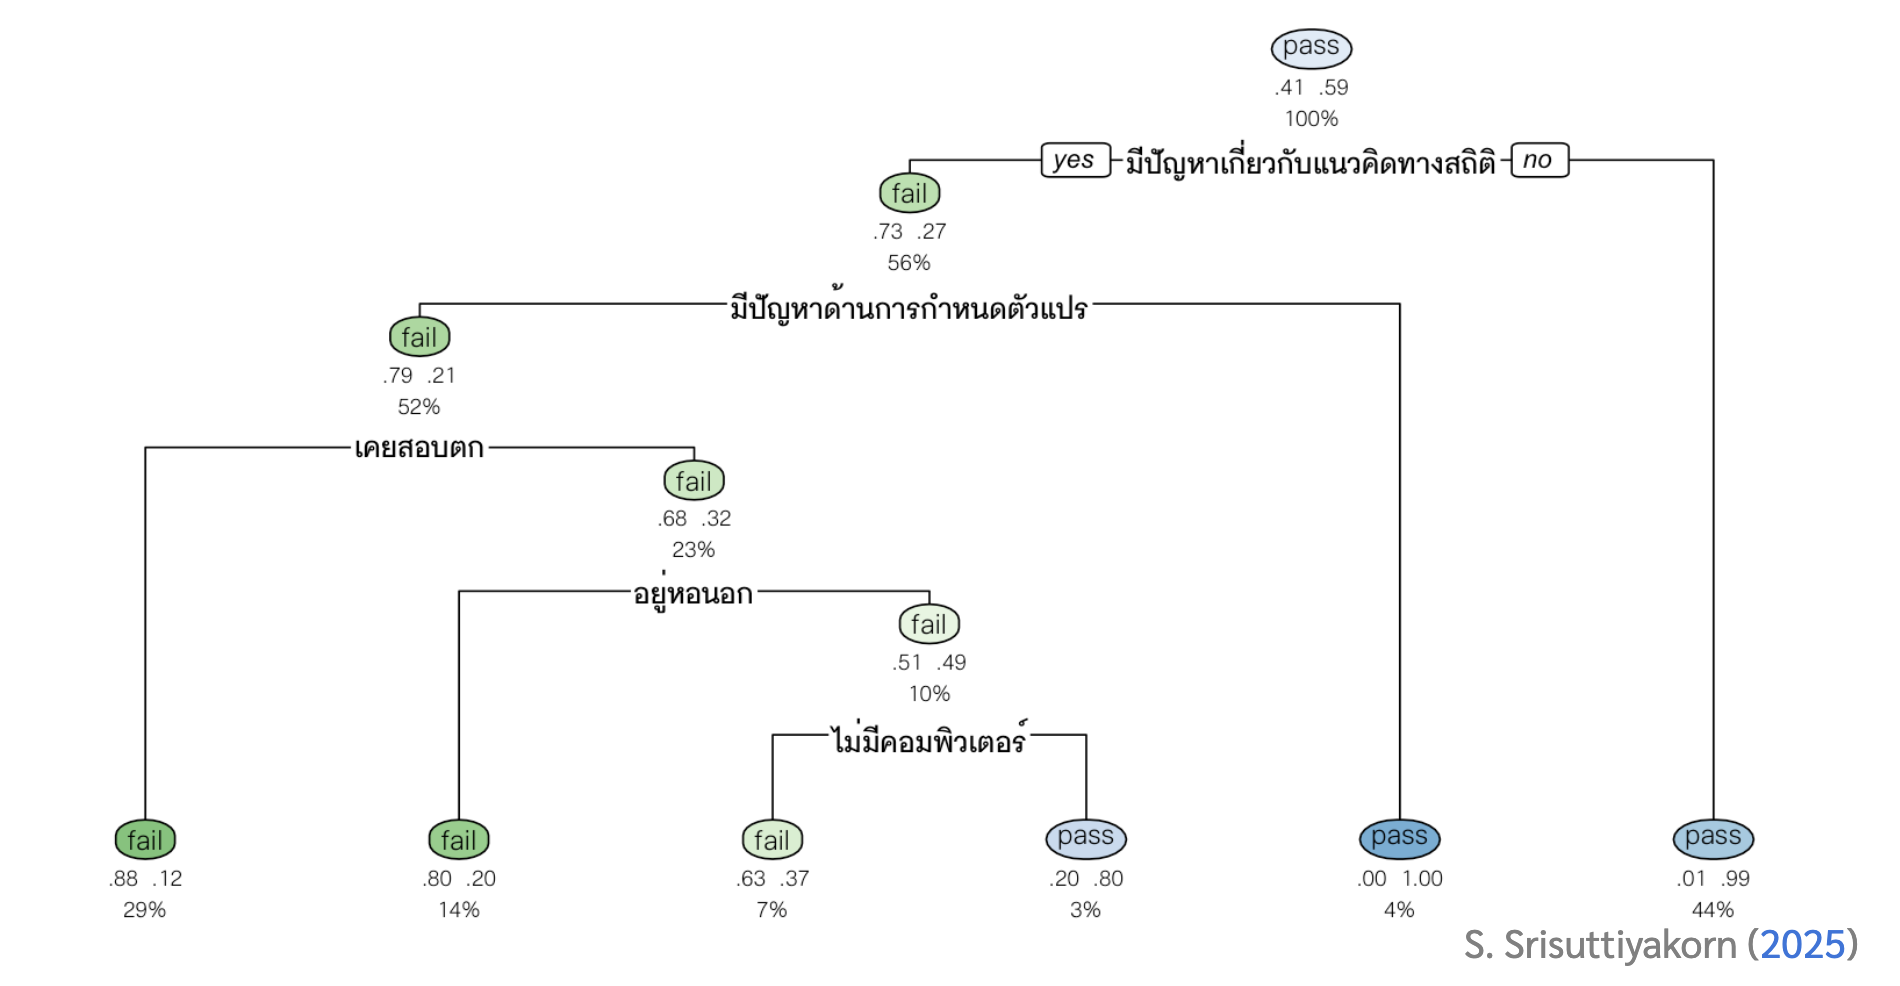 pass
.41 .59
100%
yes มีปัญหาเกี่ยวกับแนวคิดทางสถิติ no
fail
.73 .27
56%
มีปัญหาด้านการกำหนดตัวแปร
fail
.79 .21
52%
เคยสอบตก
fail
.68 .32
23%
อยู่หอนอก
fail
.51 .49
10%
ไม่มีคอมพิวเตอร์
fail fail fail pass pass pass
.88 .12 .80 .20 .63 .37 .20 .80 .00 1.00 .01 .99
29% 14% 7% 3% 4% 44%
S. Srisuttiyakorn (2025)